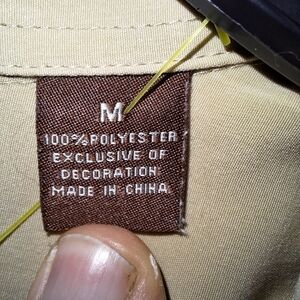 M
100% POLYESTER
EXCLUSIVE OF
DECORATION
MADE IN CHINA